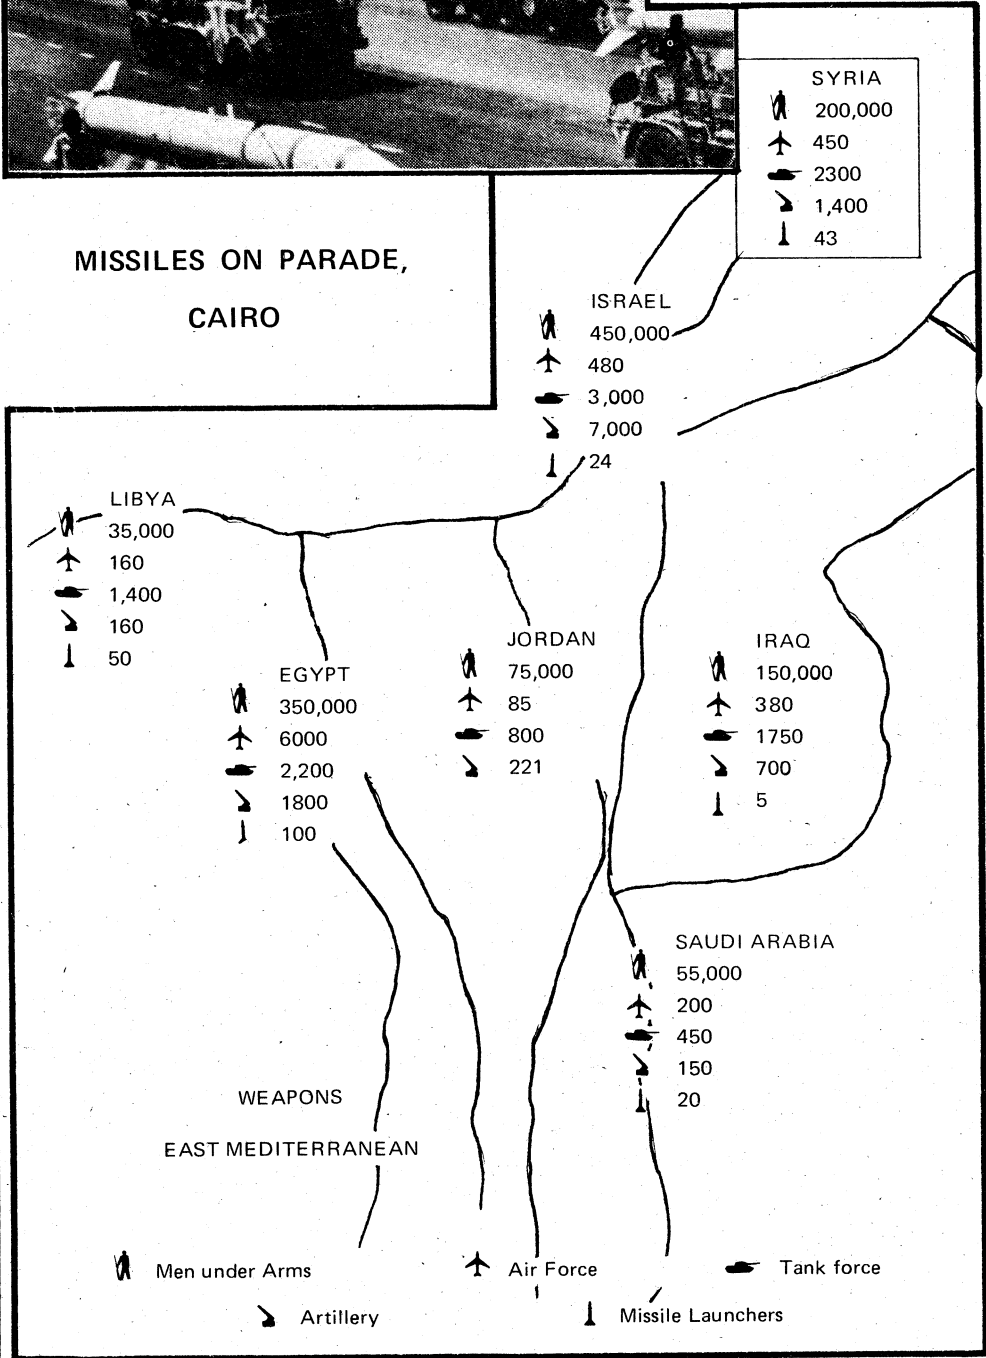 SYRIA
200,000
450
2300
1,400
43
MISSILES ON PARADE,
CAIRO
ISRAEL
450,000
480
3,000
7,000
24
LIBYA
35,000
160
1,400
160
50
EGYPT
350,000
6000
2,200
1800
100
JORDAN
75,000
85
800
221
IRAQ
150,000
380
1750
700
5
SAUDI ARABIA
55,000
200
450
150
20
WEAPONS
EAST MEDITERRANEAN
Men under Arms
Air Force
Tank force
Artillery
Missile Launchers